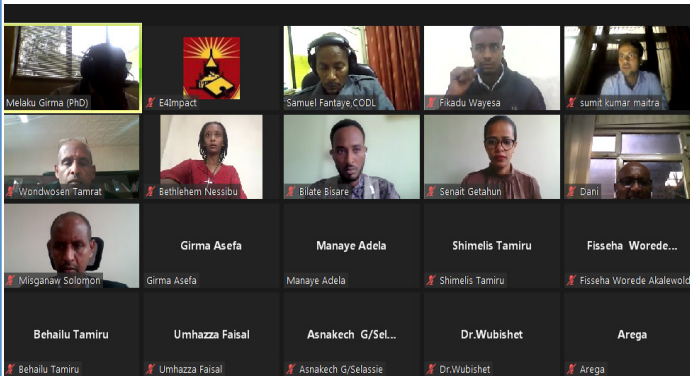 Melaku Girma (PhD)
E4Impact
Samuel Fantaye,CODL
Fikadu Wayesa
sumit kumar maitra
Wondwosen Tamrat
Bethlehem Nessibu
Bilate Bisare
Senait Getahun
Dani
Misganaw Solomon
Girma Asefa
Girma Asefa
Manaye Adela
Manaye Adela
Shimelis Tamiru
Shimelis Tamiru
Fisseha Worede...
Fisseha Worede Akalewold
Behailu Tamiru
Behailu Tamiru
Umhazza Faisal
Umhazza Faisal
Asnakech G/Sel...
Asnakech G/Selassie
Dr.Wubishet
Dr.Wubishet
Arega
Arega